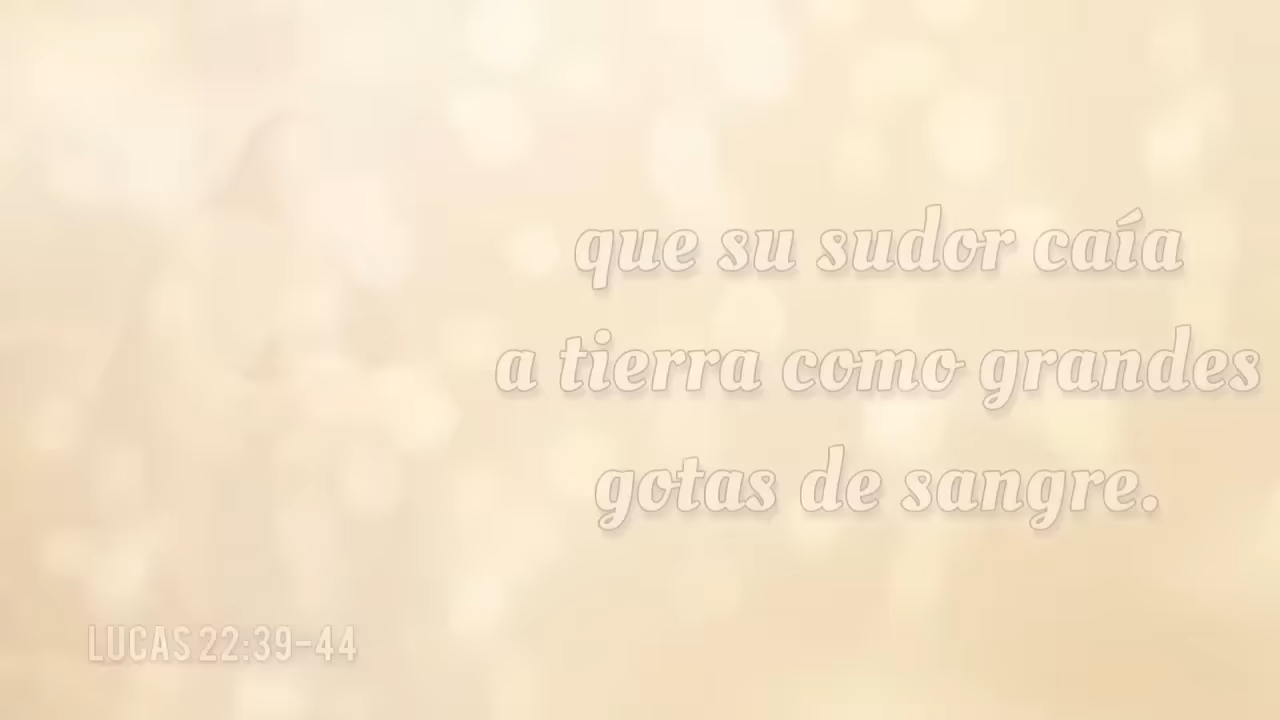 que su sudor caía
a tierra como grandes
gotas de sangre.
LUCAS 22:39-44